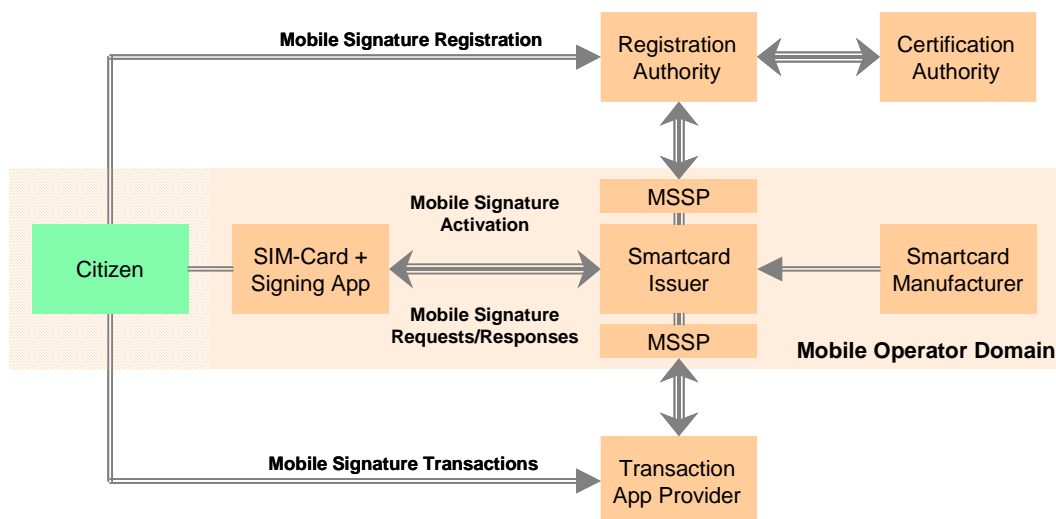 Mobile Signature Registration
Registration
Authority
Certification
Authority
MSSP
Mobile Signature
Activation
Citizen
SIM-Card +
Signing App
Smartcard
Issuer
Smartcard
Manufacturer
Mobile Signature
Requests/Responses
MSSP
Mobile Operator Domain
Mobile Signature Transactions
Transaction
App Provider